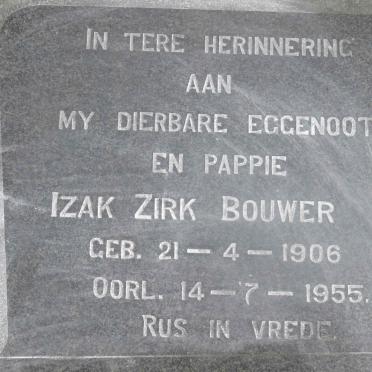 IN TERE HERINNERING
AAN
MY DIERBARE EGGENOOT
EN PAPPIE
IZAK ZIRK BOUWER
GEB. 21 – 4 – 1906
OORL. 14 – 7 – 1955.
RUS IN VREDE.